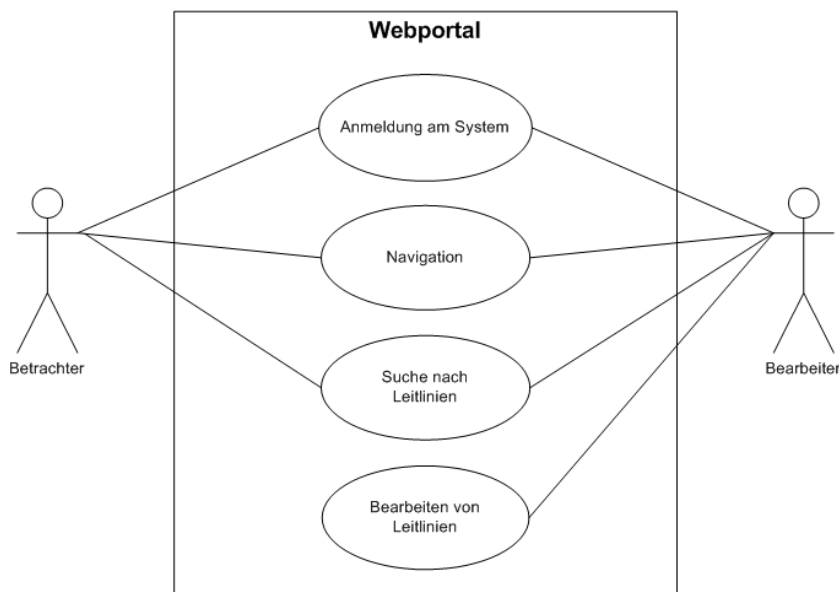 Webportal
Anmeldung am System
Navigation
Betrachter
Bearbeiter
Suche nach
Leitlinien
Bearbeiten von
Leitlinien